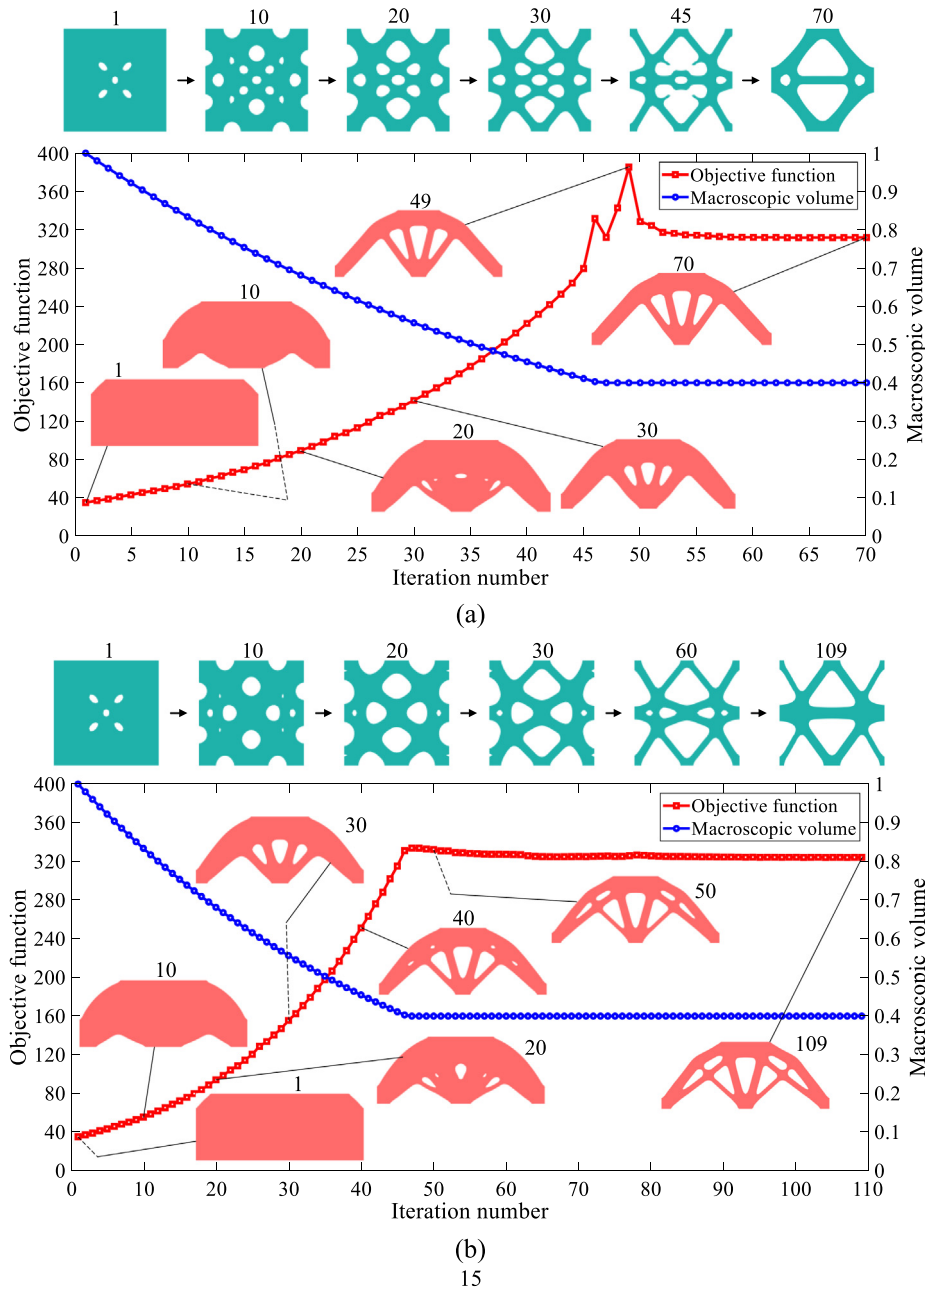 1 10 20 30 45 70
400 1
Objective function
Macroscopic volume
360 0.9
320 0.8
280 0.7
240 0.6
200 0.5
160 0.4
120 0.3
80 0.2
40 0.1
0 0
Objective function
Macroscopic volume
49
10
70
1
20
30
0 5 10 15 20 25 30 35 40 45 50 55 60 65 70
Iteration number
(a)
1 10 20 30 60 109
400 1
Objective function
Macroscopic volume
360 0.9
320 0.8
280 0.7
240 0.6
200 0.5
160 0.4
120 0.3
80 0.2
40 0.1
0 0
Objective function
Macroscopic volume
30
50
40
10
20
109
1
0 10 20 30 40 50 60 70 80 90 100 110
Iteration number
(b)
15